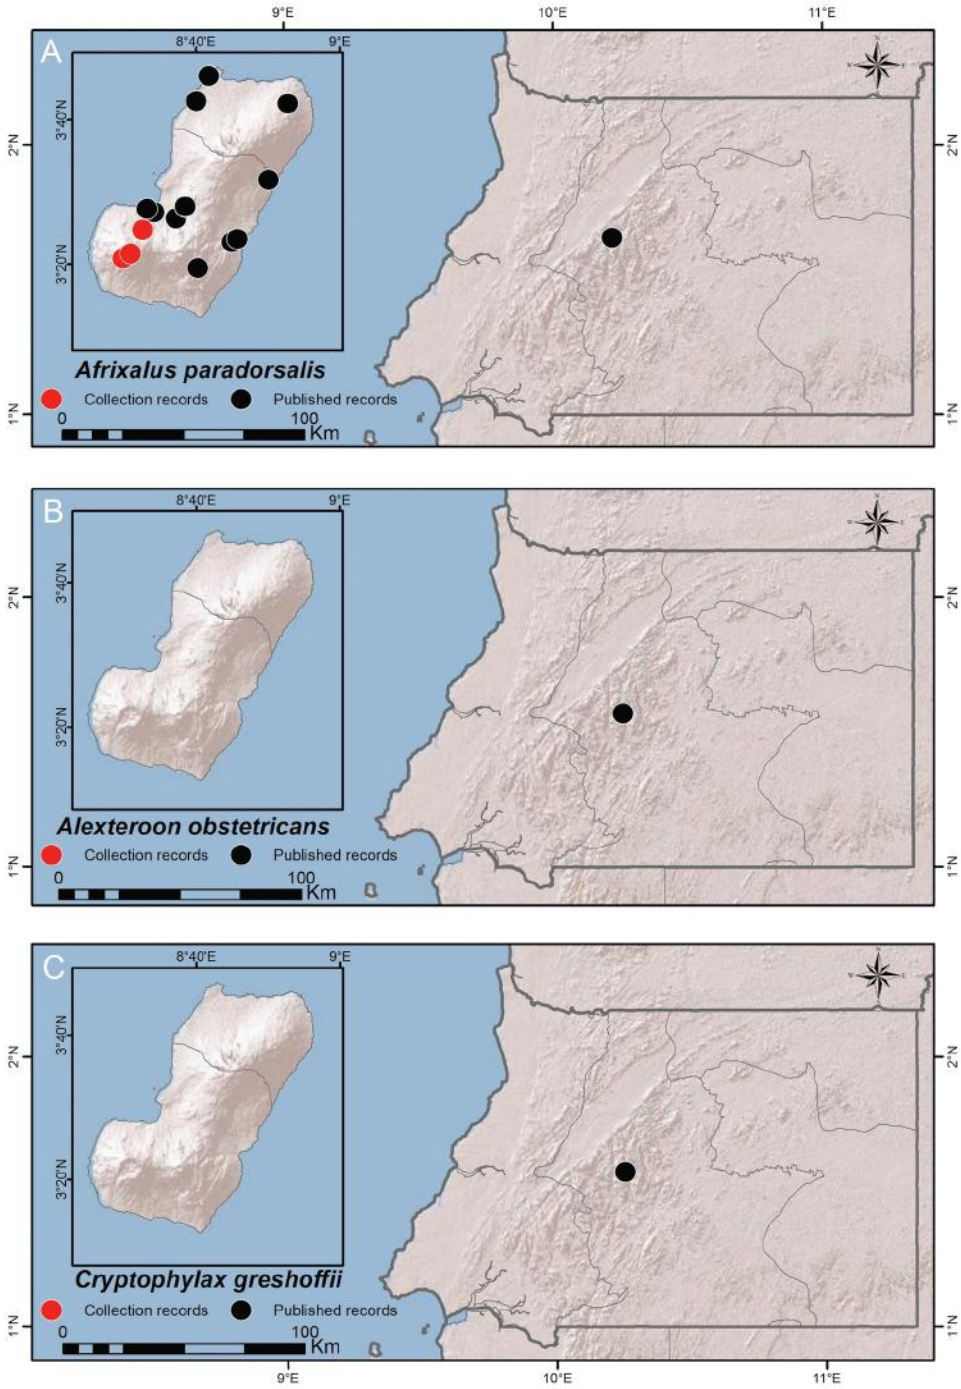 9°E 10°E 11°E
A 8°40'E 9°E
N
W E
3°40'N
2°N 2°N
3°20'N
Afrixalus paradorsalis
Collection records Published records
0 100
Km
1°N 1°N
B 8°40'E 9°E
N
W E
3°40'N
2°N 2°N
3°20'N
Alexteroon obstetricans
Collection records Published records
0 100
Km
1°N 1°N
C 8°40'E 9°E
N
W E
3°40'N
2°N 2°N
3°20'N
Cryptophylax greshoffii
Collection records Published records
0 100
Km
1°N 1°N
9°E 10°E 11°E